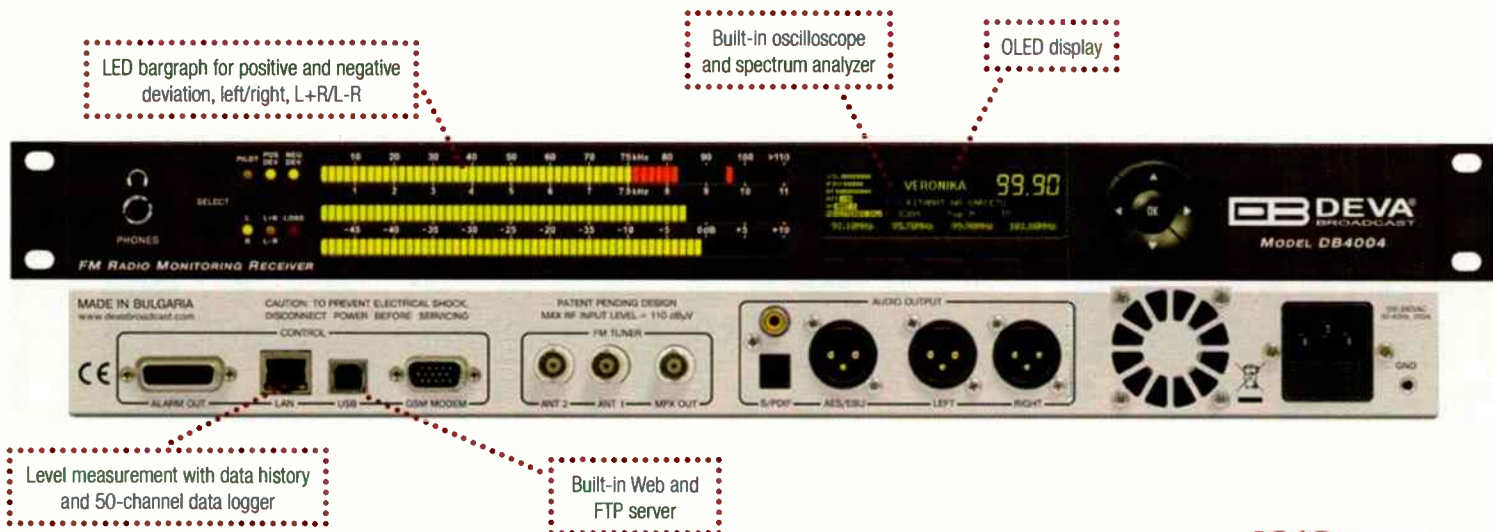 LED bargraph for positive and negative
deviation, left/right, L+R/L-R
Built-in oscilloscope
and spectrum analyzer
OLED display
PILOT POS DEV NEG DEV
10 20 30 40 50 60 70 75kHz 80 90 100 >110
SELECT
1 2 3 4 5 6 7 7.5kHz 8 9 10 11
L L+R
R L-R
-45 -40 -35 -30 -25 -20 -15 -10 -5 0dB +5 +10
PHONES
FM RADIO MONITORING RECEIVER
VERONIKA 99.90
OK
DB DEVA
BROADCAST
MODEL DB4004
MADE IN BULGARIA
www.devabroadcast.com
CAUTION: TO PREVENT ELECTRICAL SHOCK,
DISCONNECT POWER BEFORE SERVICING
PATENT PENDING DESIGN
MAX RF INPUT LEVEL = 110 dBµV
CONTROL
FM TUNER
AUDIO OUTPUT
CE
GND
ALARM OUT LAN USB GSM MODEM
ANT 2 ANT 1 MPX OUT
S/PDIF AES/EBU LEFT RIGHT
Level measurement with data history
and 50-channel data logger
Built-in Web and
FTP server